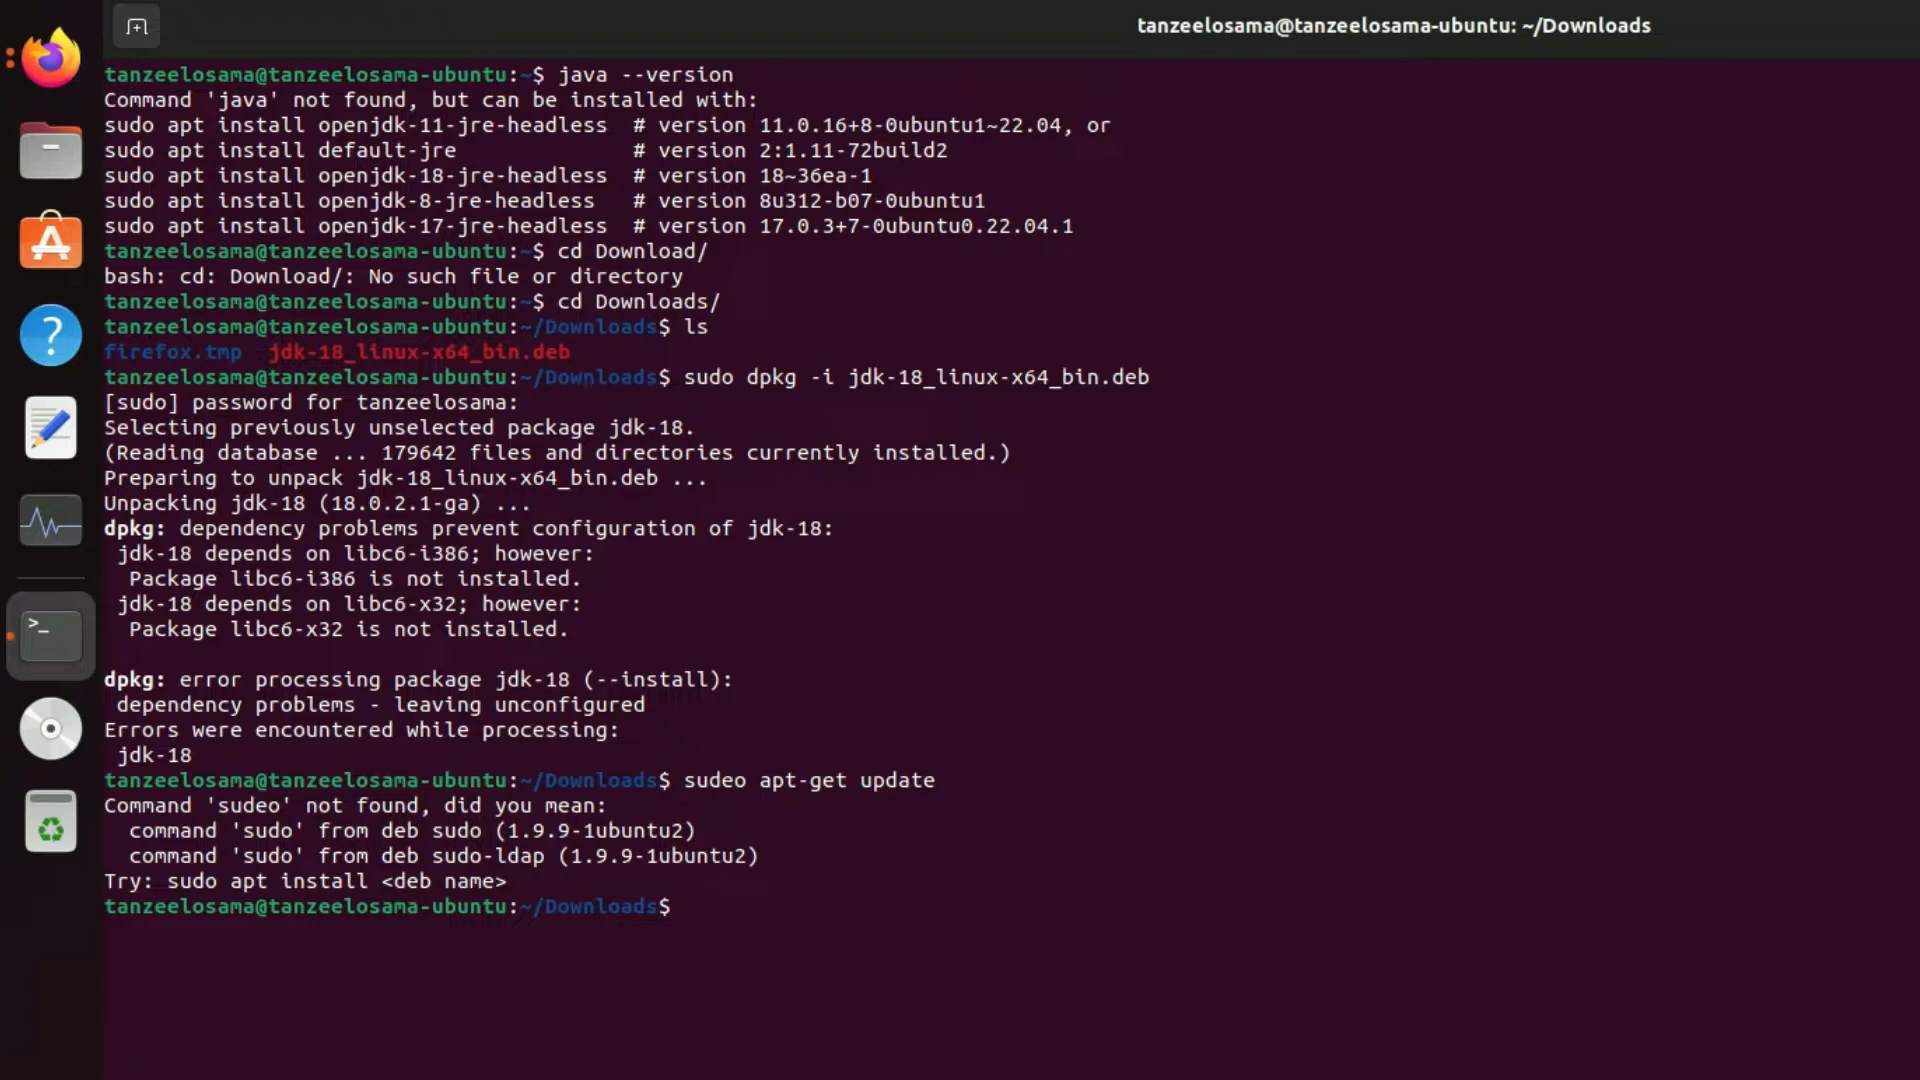 tanzeelosama@tanzeelosama-ubuntu: ~/Downloads
tanzeelosama@tanzeelosama-ubuntu:~$ java --version
Command 'java' not found, but can be installed with:
sudo apt install openjdk-11-jre-headless  # version 11.0.16+8-0ubuntu1~22.04, or
sudo apt install default-jre              # version 2:1.11-72build2
sudo apt install openjdk-18-jre-headless  # version 18~36ea-1
sudo apt install openjdk-8-jre-headless   # version 8u312-b07-0ubuntu1
sudo apt install openjdk-17-jre-headless  # version 17.0.3+7-0ubuntu0.22.04.1
tanzeelosama@tanzeelosama-ubuntu:~$ cd Download/
bash: cd: Download/: No such file or directory
tanzeelosama@tanzeelosama-ubuntu:~$ cd Downloads/
tanzeelosama@tanzeelosama-ubuntu:~/Downloads$ ls
firefox.tmp  jdk-18_linux-x64_bin.deb
tanzeelosama@tanzeelosama-ubuntu:~/Downloads$ sudo dpkg -i jdk-18_linux-x64_bin.deb
[sudo] password for tanzeelosama:
Selecting previously unselected package jdk-18.
(Reading database ... 179642 files and directories currently installed.)
Preparing to unpack jdk-18_linux-x64_bin.deb ...
Unpacking jdk-18 (18.0.2.1-ga) ...
dpkg: dependency problems prevent configuration of jdk-18:
 jdk-18 depends on libc6-i386; however:
  Package libc6-i386 is not installed.
 jdk-18 depends on libc6-x32; however:
  Package libc6-x32 is not installed.

dpkg: error processing package jdk-18 (--install):
 dependency problems - leaving unconfigured
Errors were encountered while processing:
 jdk-18
tanzeelosama@tanzeelosama-ubuntu:~/Downloads$ sudeo apt-get update
Command 'sudeo' not found, did you mean:
  command 'sudo' from deb sudo (1.9.9-1ubuntu2)
  command 'sudo' from deb sudo-ldap (1.9.9-1ubuntu2)
Try: sudo apt install <deb name>
tanzeelosama@tanzeelosama-ubuntu:~/Downloads$